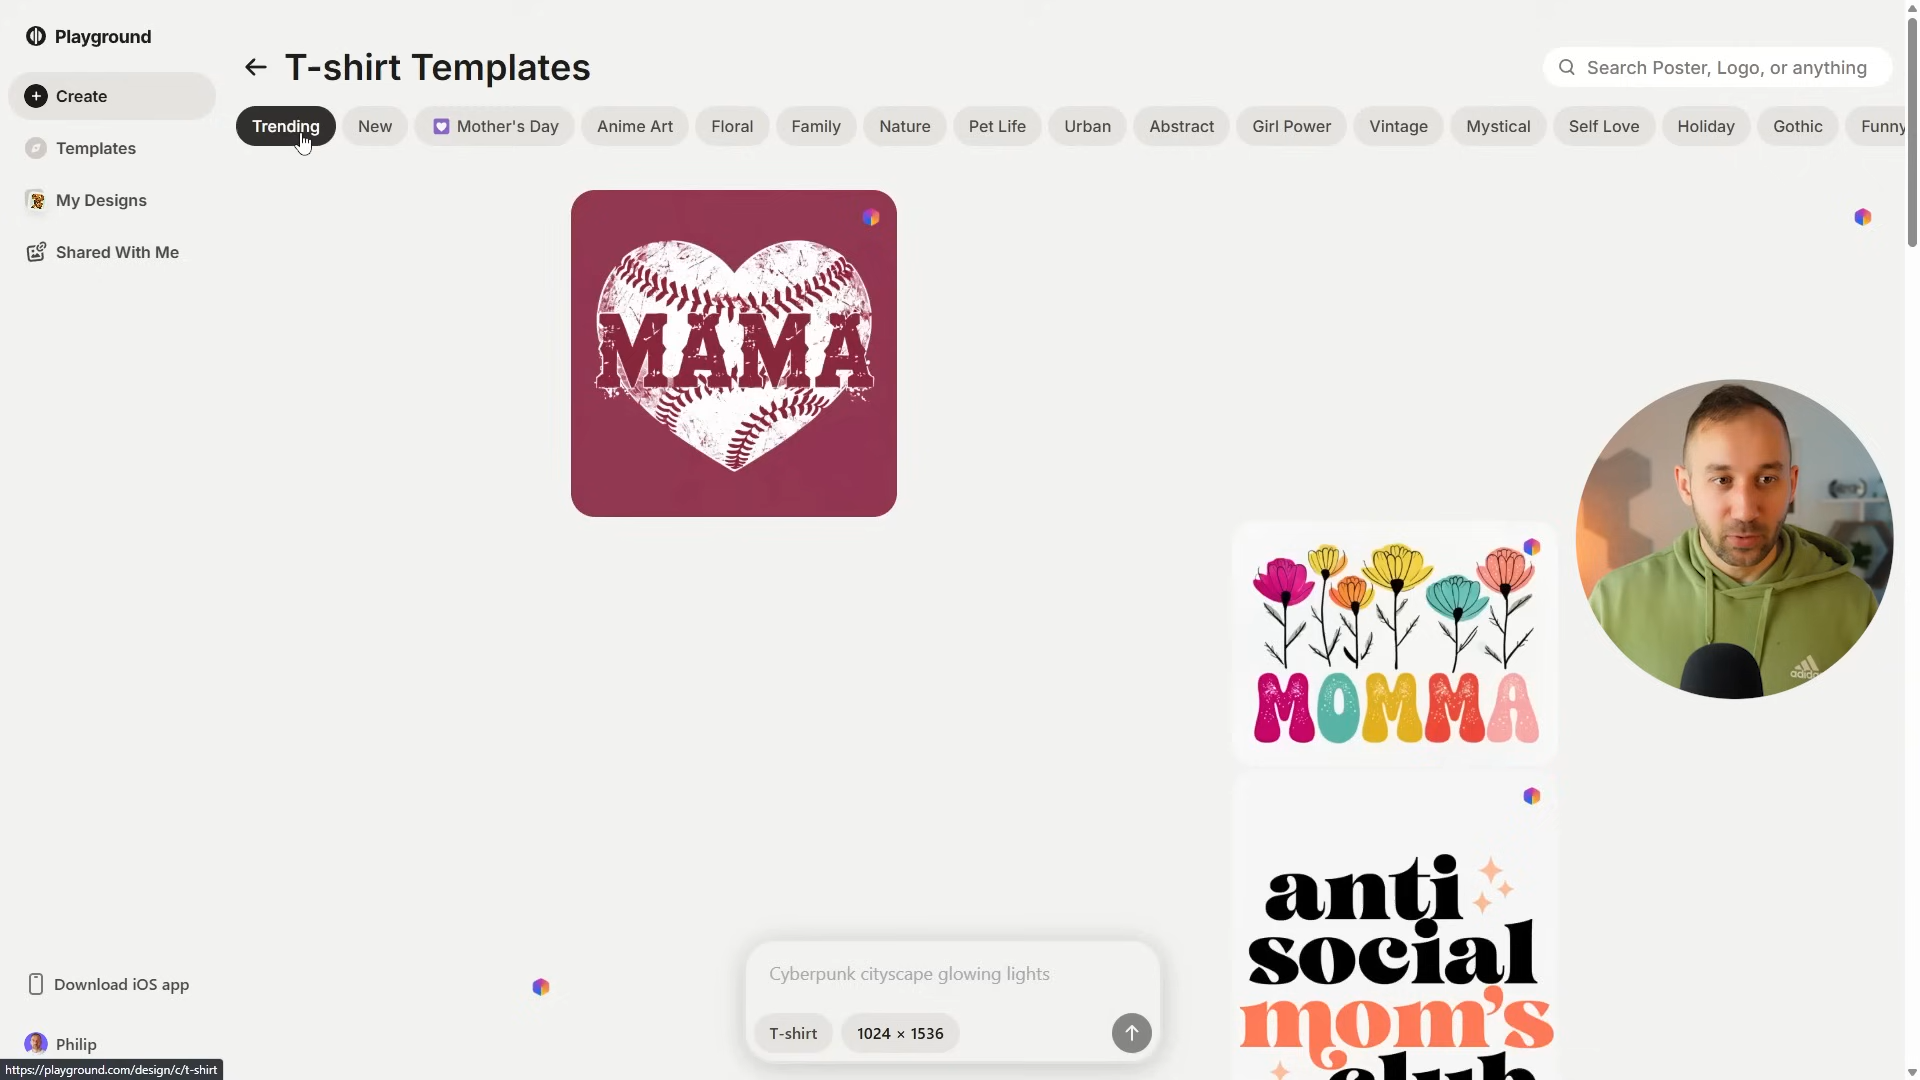 Playground
T-shirt Templates
Search Poster, Logo, or anything
Create
Trending
New
Mother's Day
Anime Art
Floral
Family
Nature
Pet Life
Urban
Abstract
Girl Power
Vintage
Mystical
Self Love
Holiday
Gothic
Funny
Templates
My Designs
Shared With Me
MAMA
MOMMA
anti
social
mom's
club
adidas
Cyberpunk cityscape glowing lights
T-shirt
1024 × 1536
Download iOS app
Philip
https://playground.com/design/c/t-shirt